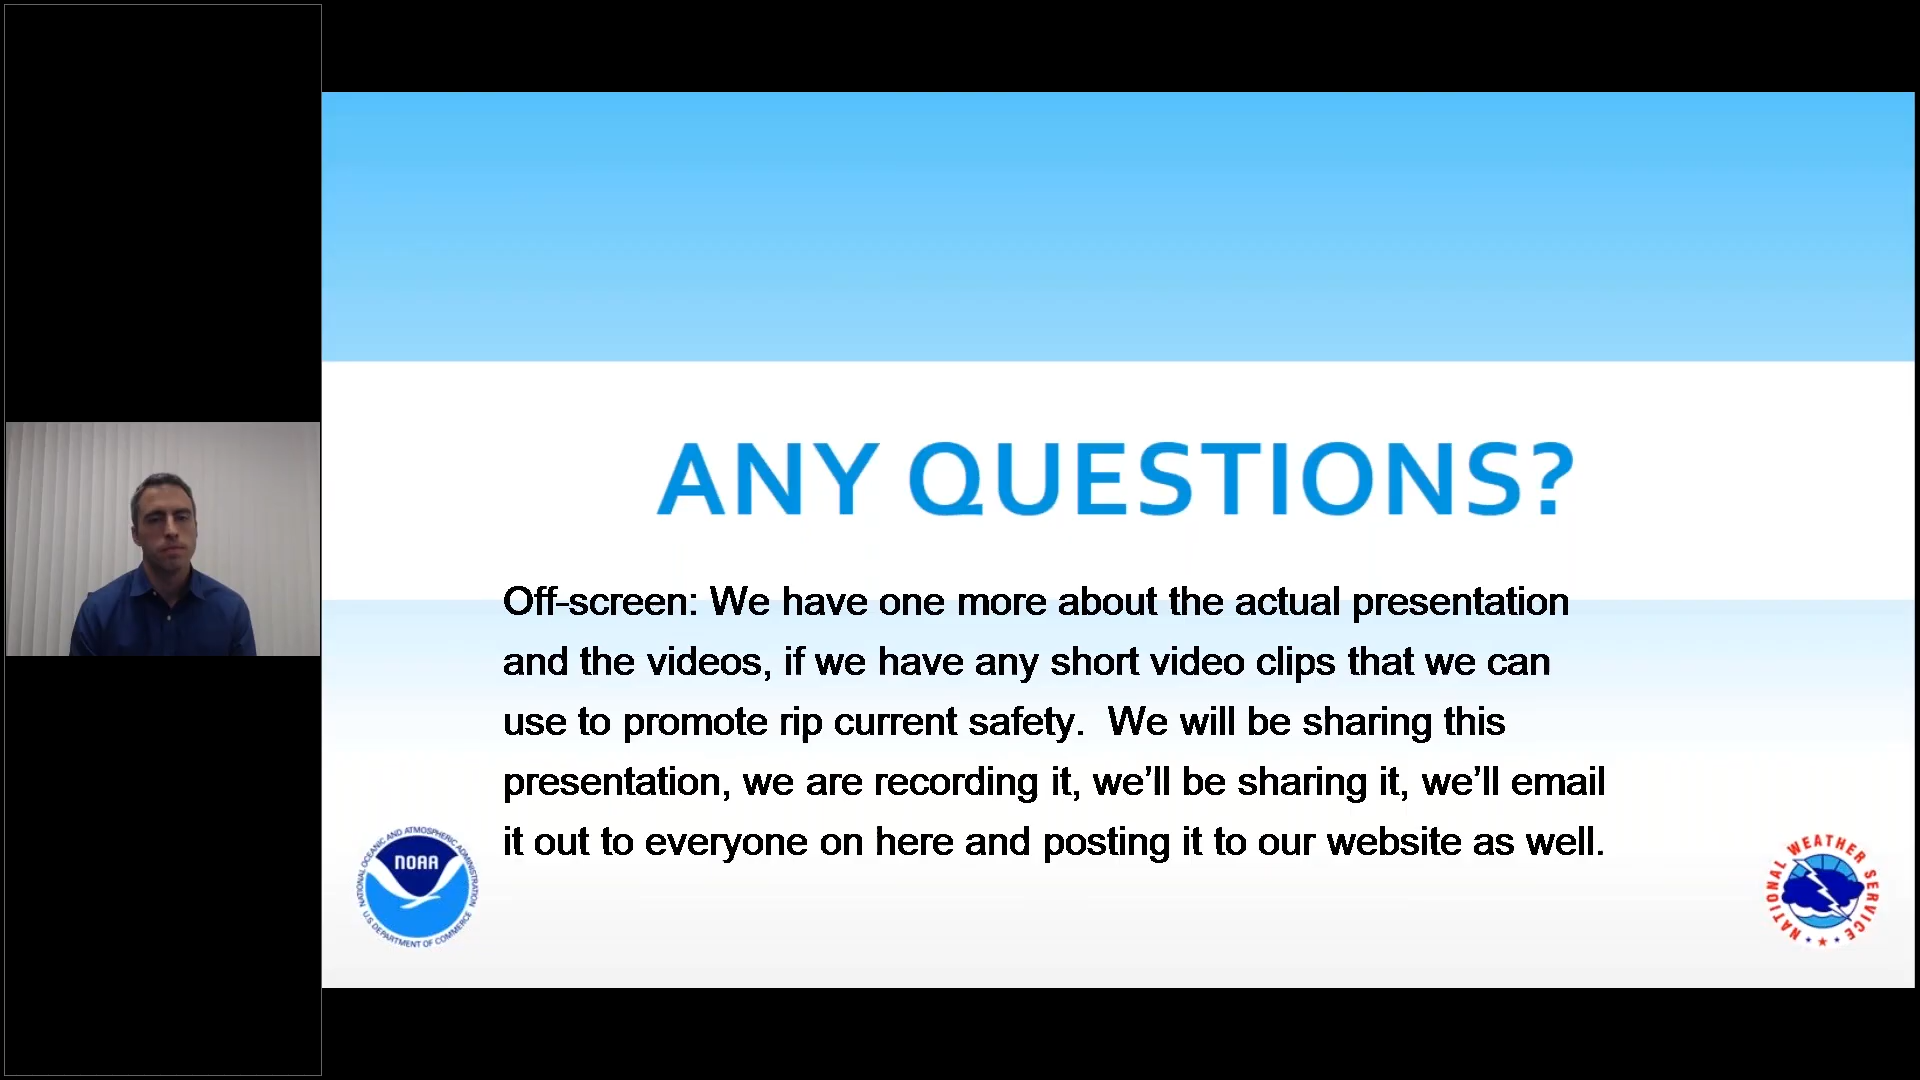 ANY QUESTIONS?
Off-screen: We have one more about the actual presentation
and the videos, if we have any short video clips that we can
use to promote rip current safety.  We will be sharing this
presentation, we are recording it, we’ll be sharing it, we’ll email
it out to everyone on here and posting it to our website as well.
NATIONAL OCEANIC AND ATMOSPHERIC ADMINISTRATION
NOAA
U.S. DEPARTMENT OF COMMERCE
NATIONAL WEATHER SERVICE